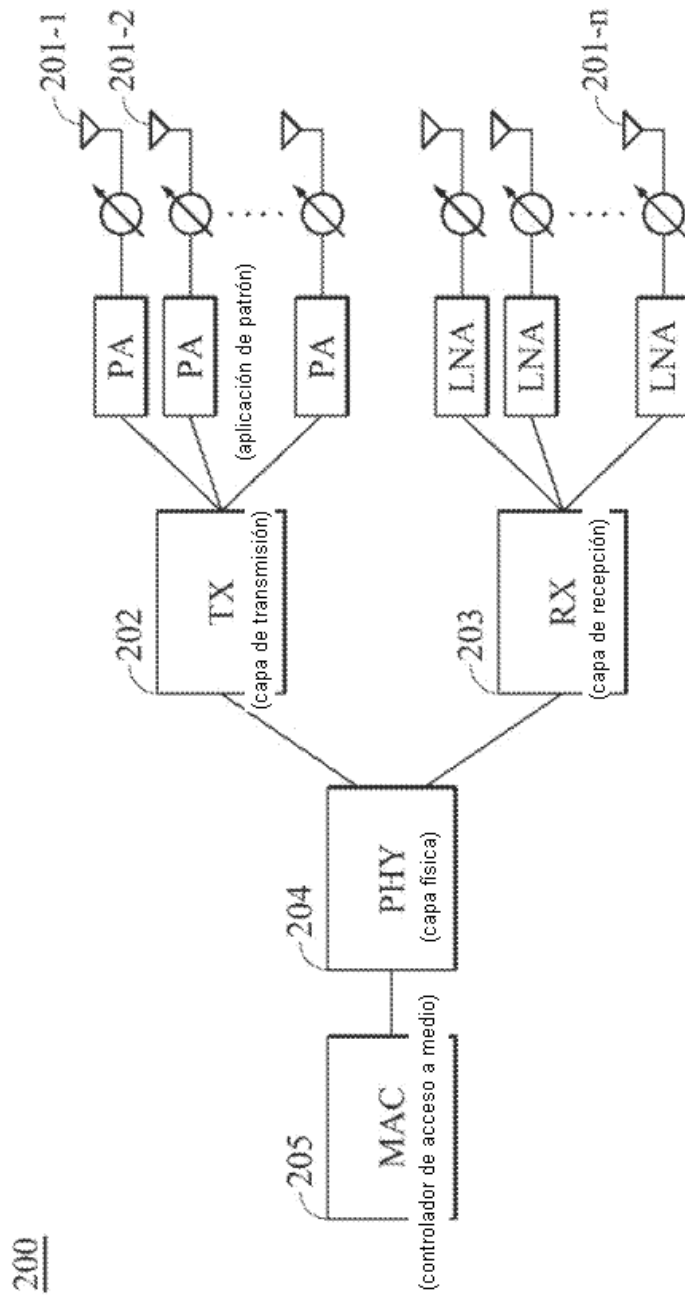 200
205
MAC
(controlador de acceso a medio)
204
PHY
(capa física)
202
TX
(capa de transmisión)
203
RX
(capa de recepción)
PA
PA
(aplicación de patrón)
PA
LNA
LNA
LNA
201-1
201-2
201-n